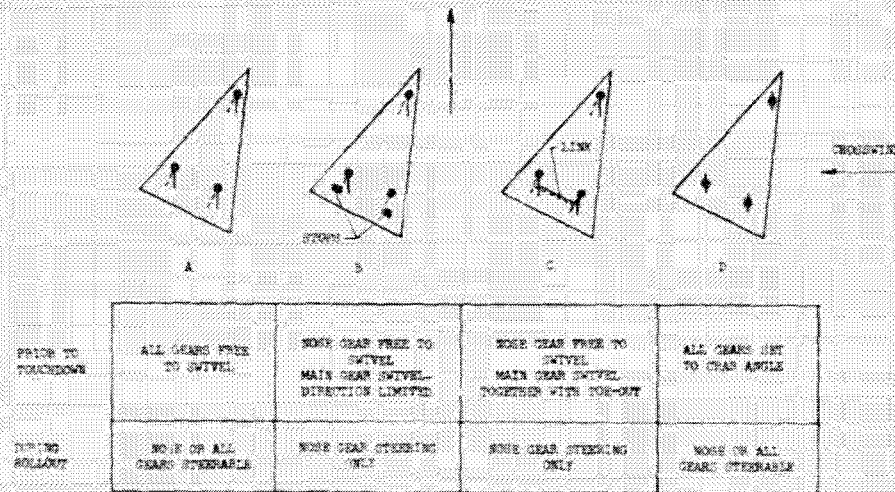 LINK
CROSSWIND
STOPS
A
B
C
D
PRIOR TO
TOUCHDOWN
ALL GEARS FREE
TO SWIVEL
NOSE GEAR FREE TO
SWIVEL
MAIN GEAR SWIVEL-
DIRECTION LIMITED
NOSE GEAR FREE TO
SWIVEL
MAIN GEAR SWIVEL
TOGETHER WITH TOE-OUT
ALL GEARS SET
TO CRAB ANGLE
DURING
ROLLOUT
NOSE OR ALL
GEARS STEERABLE
NOSE GEAR STEERING
ONLY
NOSE GEAR STEERING
ONLY
NOSE OR ALL
GEARS STEERABLE